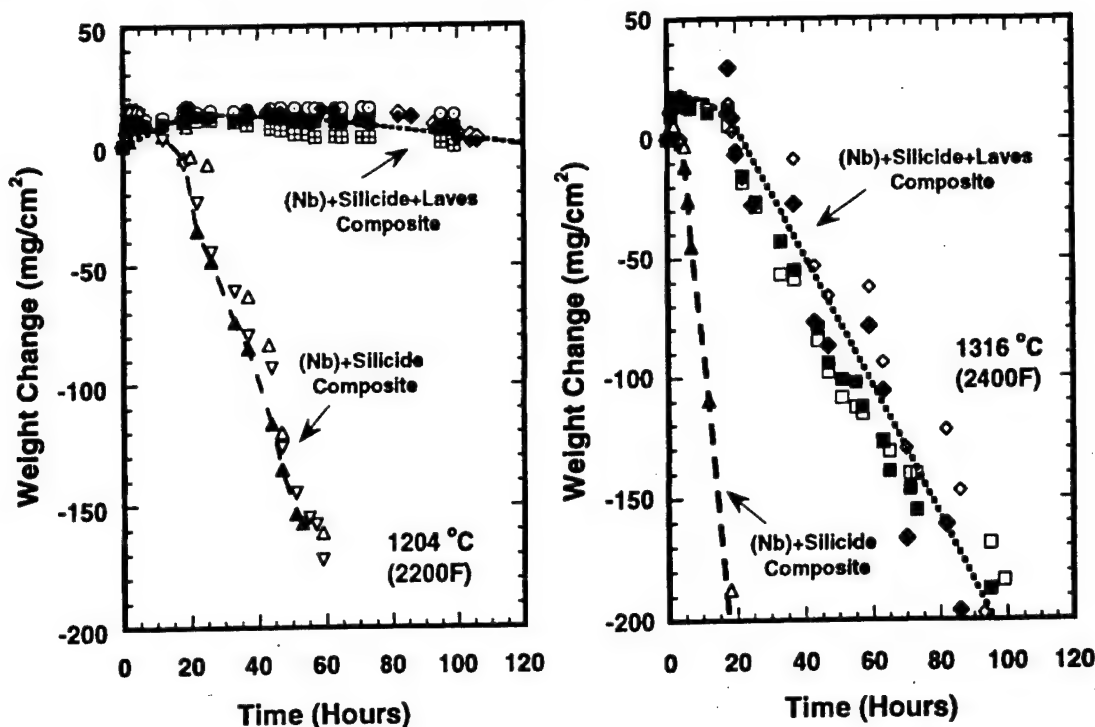 50
0
-50
-100
-150
-200
Weight Change (mg/cm²)
(Nb)+Silicide+Laves
Composite
(Nb)+Silicide
Composite
1204 °C
(2200F)
0 20 40 60 80 100 120
Time (Hours)
50
0
-50
-100
-150
-200
Weight Change (mg/cm²)
(Nb)+Silicide+Laves
Composite
1316 °C
(2400F)
(Nb)+Silicide
Composite
0 20 40 60 80 100 120
Time (Hours)